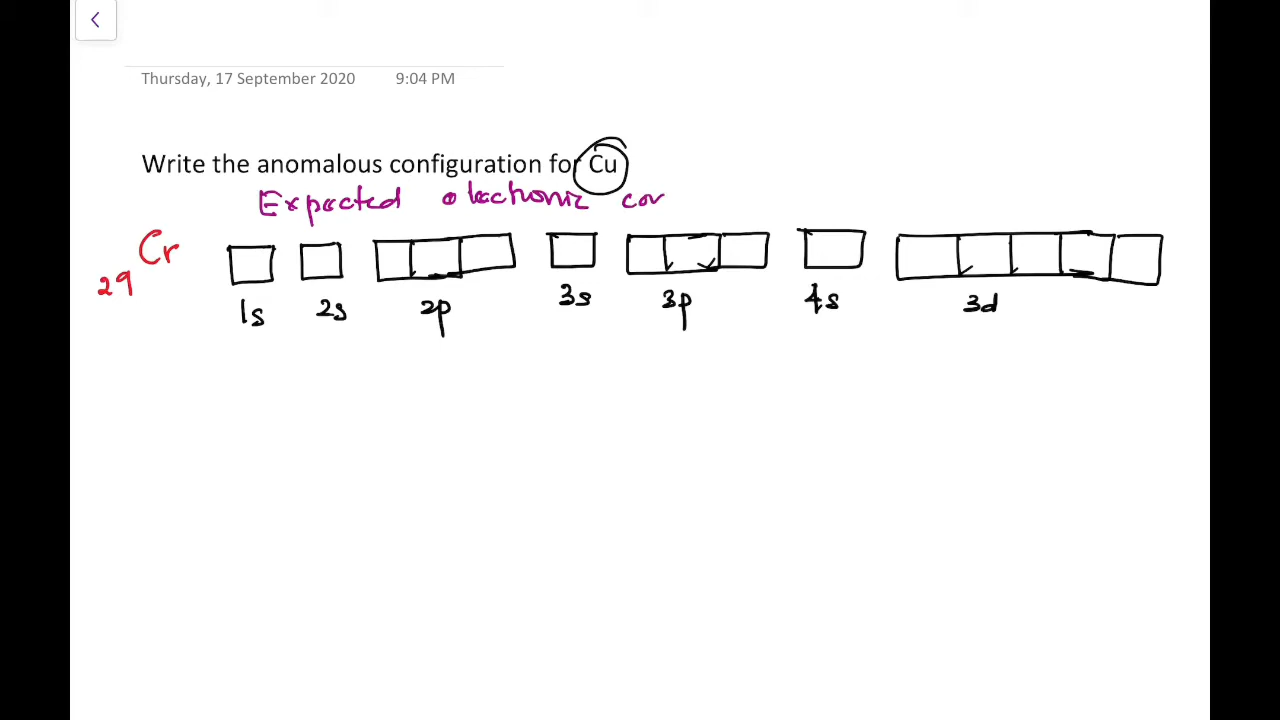 Thursday, 17 September 2020 9:04 PM
Write the anomalous configuration for Cu
Expected electronic con
29 Cr
1s 2s 2p 3s 3p 4s 3d